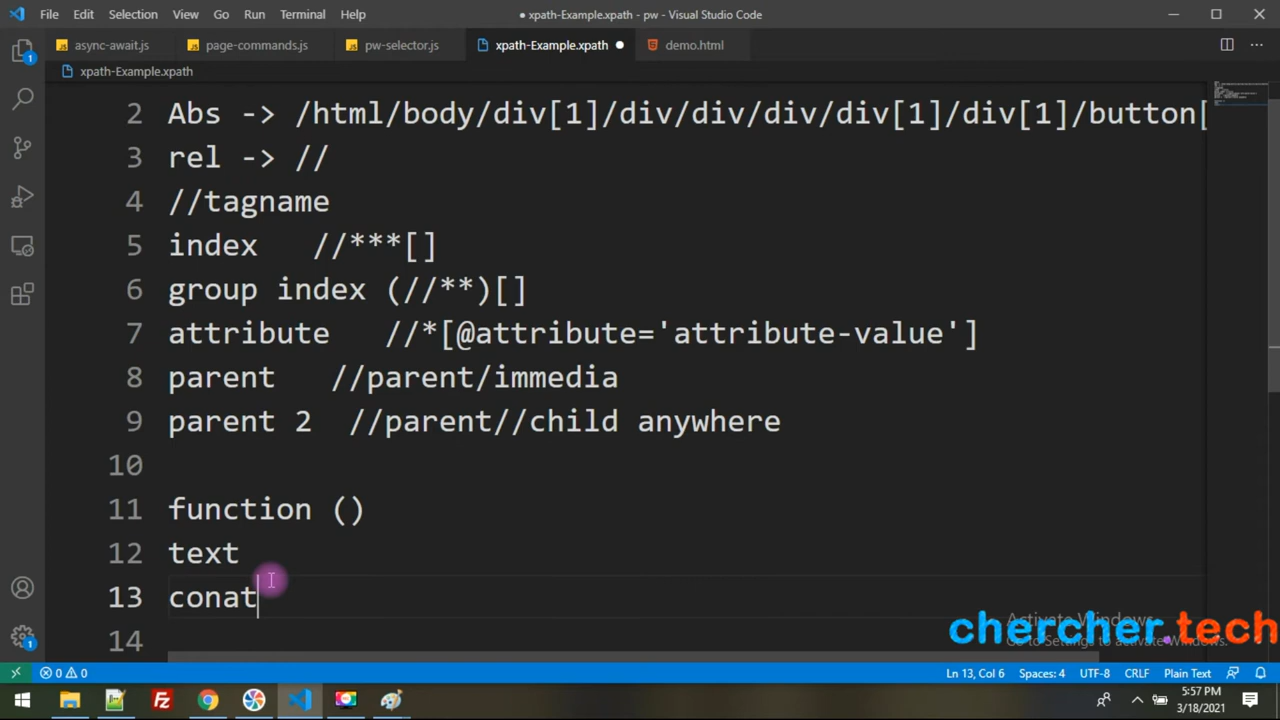 File Edit Selection View Go Run Terminal Help ● xpath-Example.xpath - pw - Visual Studio Code
async-await.js page-commands.js pw-selector.js xpath-Example.xpath ● demo.html
xpath-Example.xpath
2 Abs -> /html/body/div[1]/div/div/div/div[1]/div[1]/button[
3 rel -> //
4 //tagname
5 index //***[]
6 group index (//**)[]
7 attribute //*[@attribute='attribute-value']
8 parent //parent/immedia
9 parent 2 //parent//child anywhere
10
11 function ()
12 text
13 conat
14
Activate Windows
Go to Settings to activate Windows.
chercher.tech
0 0 Ln 13, Col 6 Spaces: 4 UTF-8 CRLF Plain Text
5:57 PM
3/18/2021